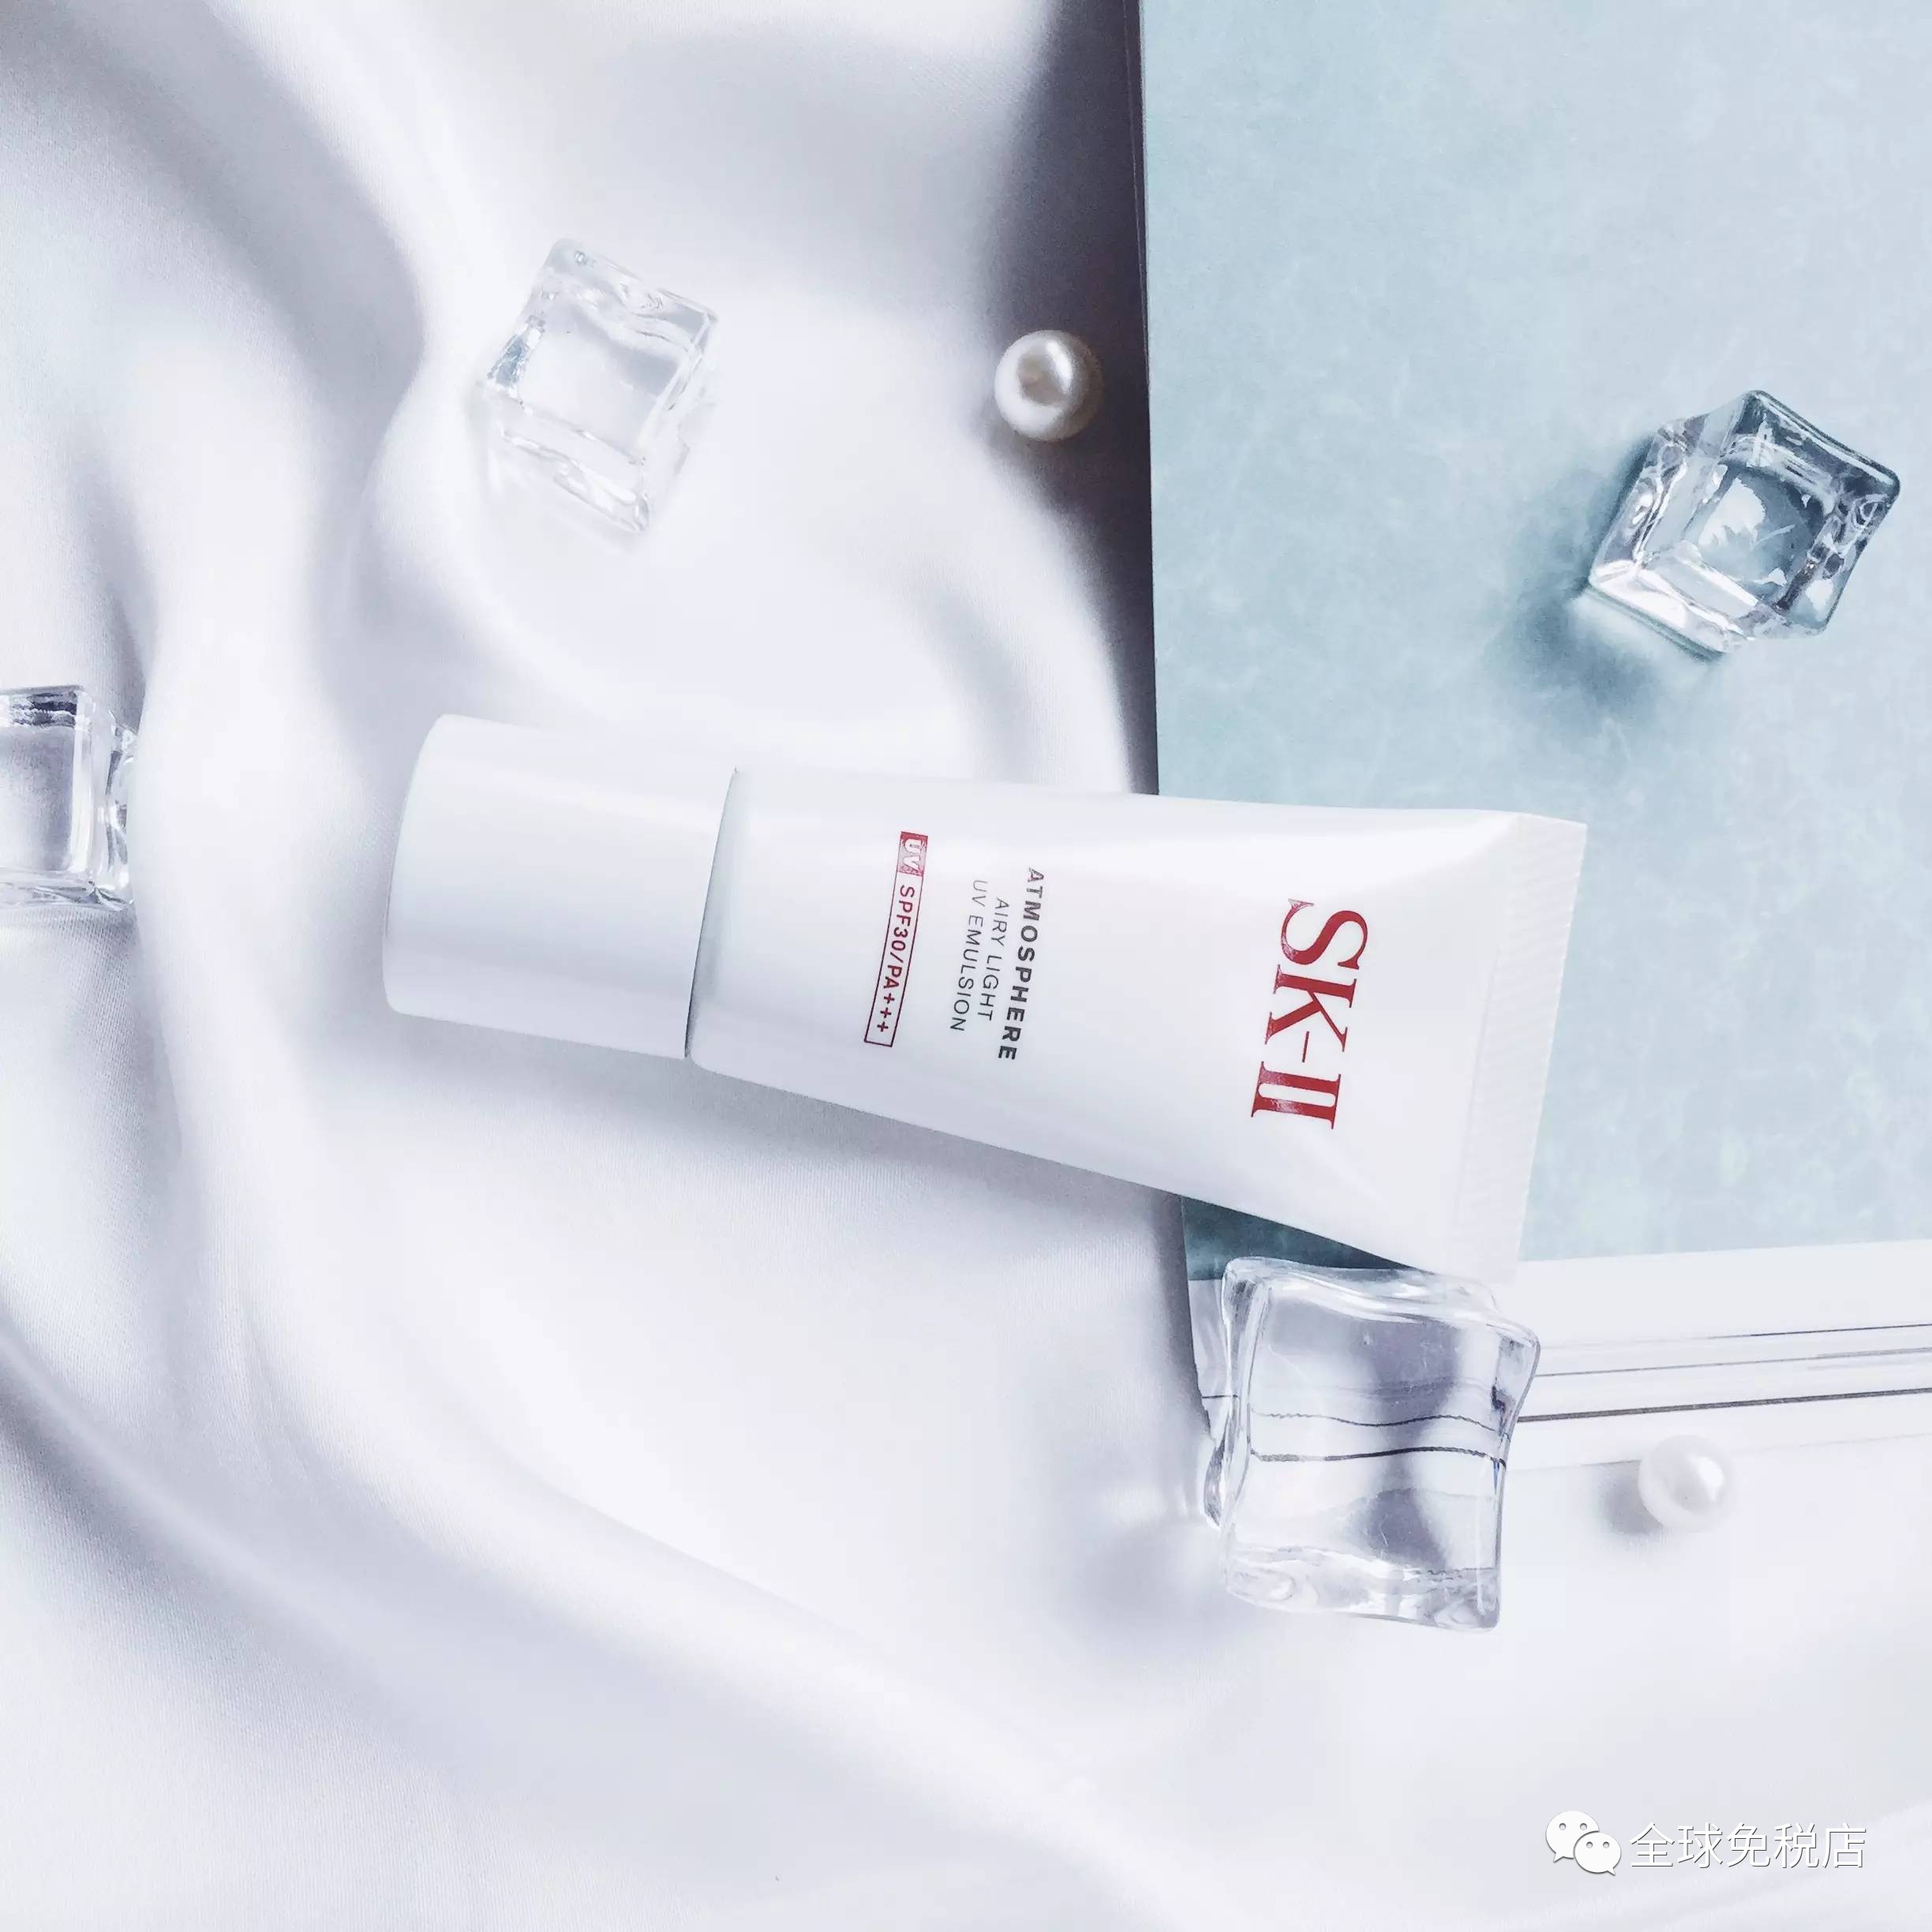 SK-II
ATMOSPHERE
AIRY LIGHT
UV EMULSION
UV SPF30/PA+++
全球免税店